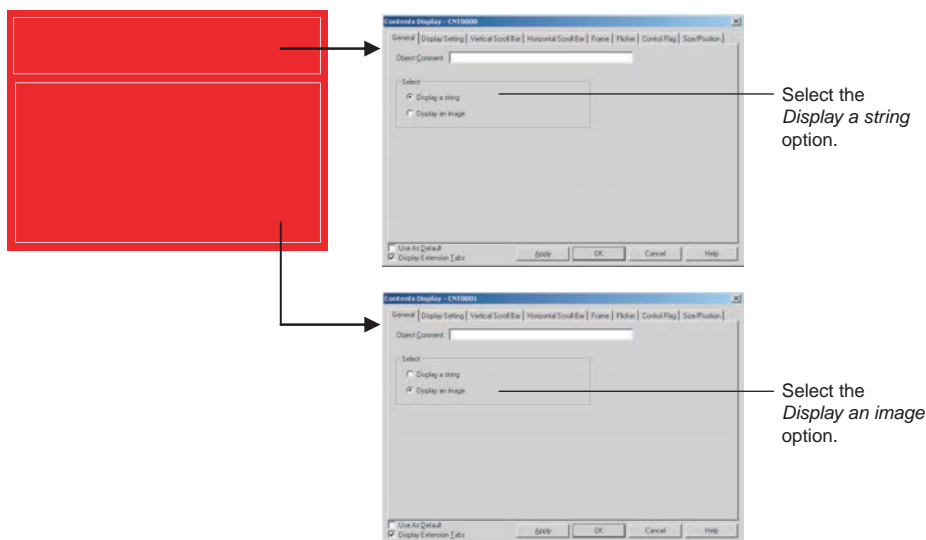 Contents Display - CNT0000
General Display Setting Vertical Scroll Bar Horizontal Scroll Bar Frame Flicker Control Flag Size/Position
Object Comment
Select
Display a string
Display an image
Select the
Display a string
option.
Use As Default
Display Extension Tabs
Apply OK Cancel Help
Contents Display - CNT0001
General Display Setting Vertical Scroll Bar Horizontal Scroll Bar Frame Flicker Control Flag Size/Position
Object Comment
Select
Display a string
Display an image
Select the
Display an image
option.
Use As Default
Display Extension Tabs
Apply OK Cancel Help